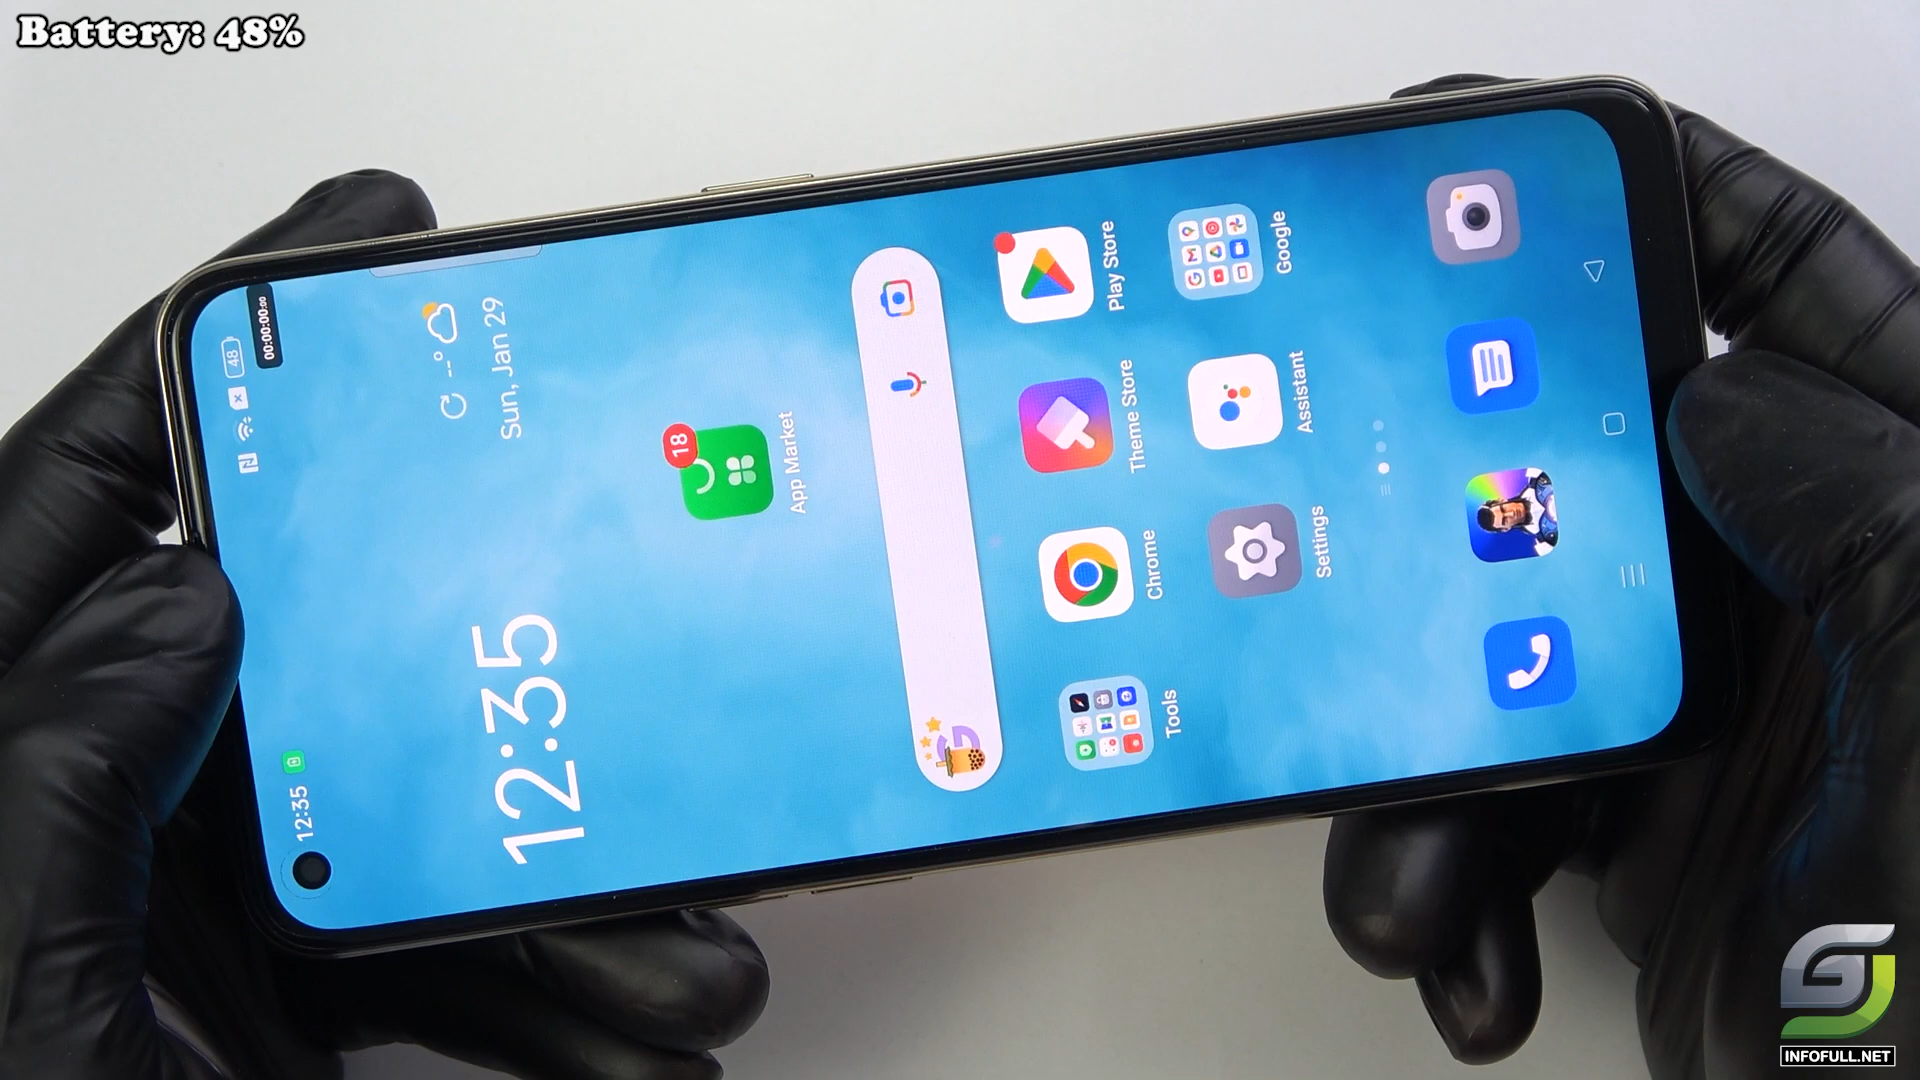 Battery: 48%
12:35
48
00:00:00:00
--°
Sun, Jan 29
12:35
18
App Market
Tools
Chrome
Theme Store
Play Store
Settings
Assistant
Google
INFOFULL.NET